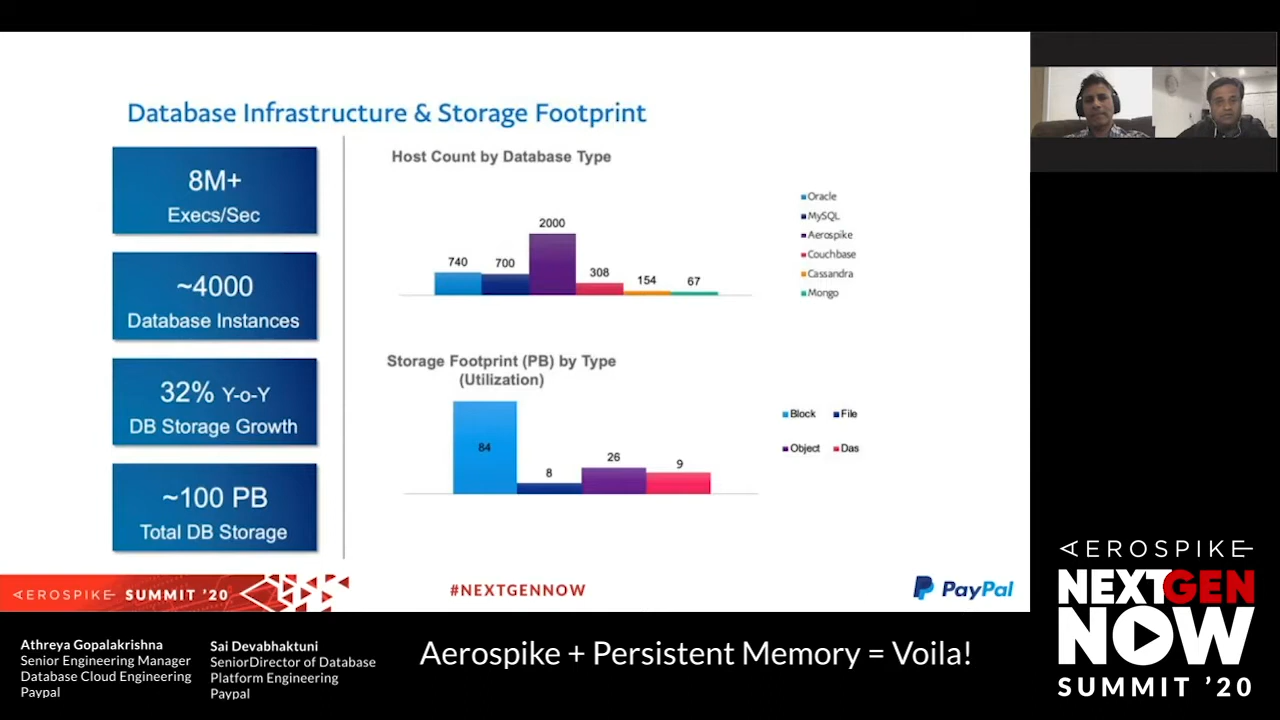 Database Infrastructure & Storage Footprint
8M+
Execs/Sec
~4000
Database Instances
32% Y-o-Y
DB Storage Growth
~100 PB
Total DB Storage
Host Count by Database Type
740
700
2000
308
154
67
Oracle
MySQL
Aerospike
Couchbase
Cassandra
Mongo
Storage Footprint (PB) by Type
(Utilization)
84
8
26
9
Block
File
Object
Das
AEROSPIKE SUMMIT '20
#NEXTGENNOW
PayPal
Athreya Gopalakrishna
Senior Engineering Manager
Database Cloud Engineering
Paypal
Sai Devabhaktuni
SeniorDirector of Database
Platform Engineering
Paypal
Aerospike + Persistent Memory = Voila!
AEROSPIKE
NEXTGEN
NOW
SUMMIT '20